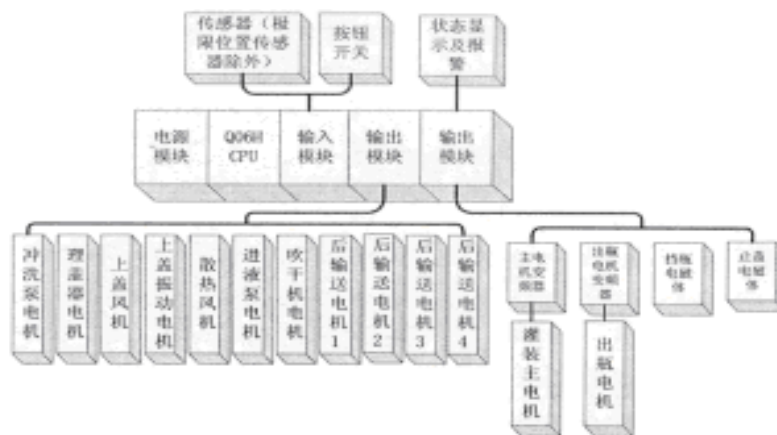 传感器（极
限位置传感
器除外）
按钮
开关
状态显
示及报
警
电源
模块
Q06H
CPU
输入
模块
输出
模块
输出
模块
冲洗泵电机
理盖器电机
上盖风机
上盖振动电机
散热风机
进液泵电机
吹干机电机
后输送电机1
后输送电机2
后输送电机3
后输送电机4
主电
机变
频器
出瓶
电机
变频
器
挡瓶
电磁
体
止盖
电磁
体
灌装主电机
出瓶电机